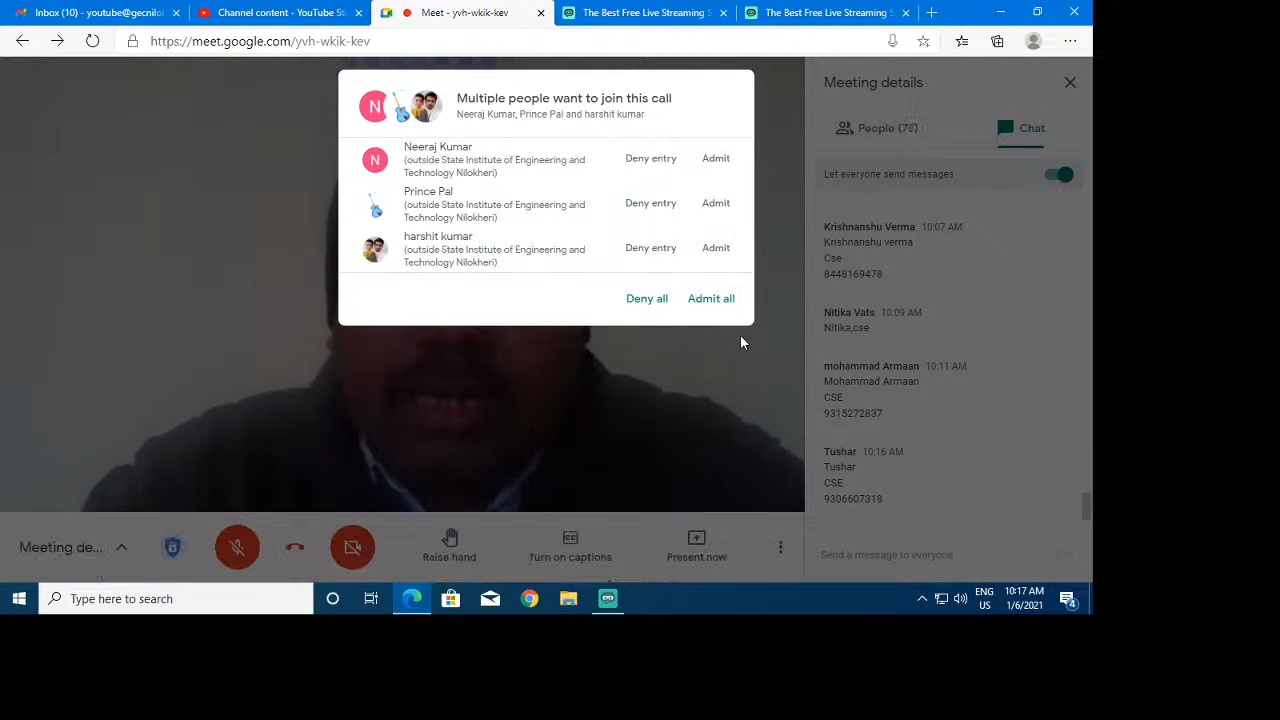 Inbox (10) - youtube@gecnilo
Channel content - YouTube St
Meet - yvh-wkik-kev
The Best Free Live Streaming S
The Best Free Live Streaming S
https://meet.google.com/yvh-wkik-kev
N
Multiple people want to join this call
Neeraj Kumar, Prince Pal and harshit kumar
N
Neeraj Kumar
(outside State Institute of Engineering and
Technology Nilokheri)
Deny entry
Admit
Prince Pal
(outside State Institute of Engineering and
Technology Nilokheri)
Deny entry
Admit
harshit kumar
(outside State Institute of Engineering and
Technology Nilokheri)
Deny entry
Admit
Deny all
Admit all
Meeting details
People
Chat
Let everyone send messages
Krishnanshu Verma 10:07 AM
Krishnanshu verma
Cse
8448169478
Nitika Vats 10:09 AM
Nitika,cse
mohammad Armaan 10:11 AM
Mohammad Armaan
CSE
9315272837
Tushar 10:16 AM
Tushar
CSE
9306607318
Send a message to everyone
Meeting de...
Raise hand
CC
Turn on captions
Present now
Type here to search
ENG
US
10:17 AM
1/6/2021
4